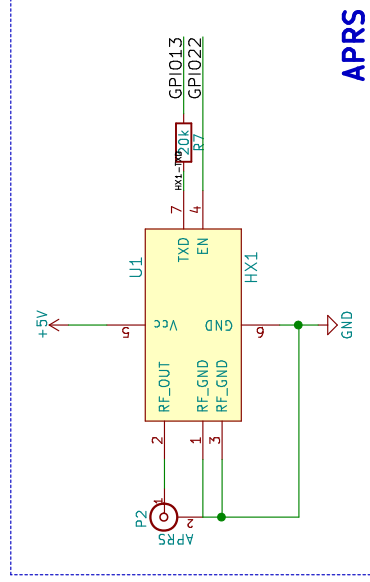 APRS
GPIO13
GPIO22
20k
R7
HX1-TXD
7
4
U1
TXD
EN
HX1
+5V
5
Vcc
GND
6
GND
RF_OUT
RF_GND
RF_GND
2
1
3
P2
1
2
APRS